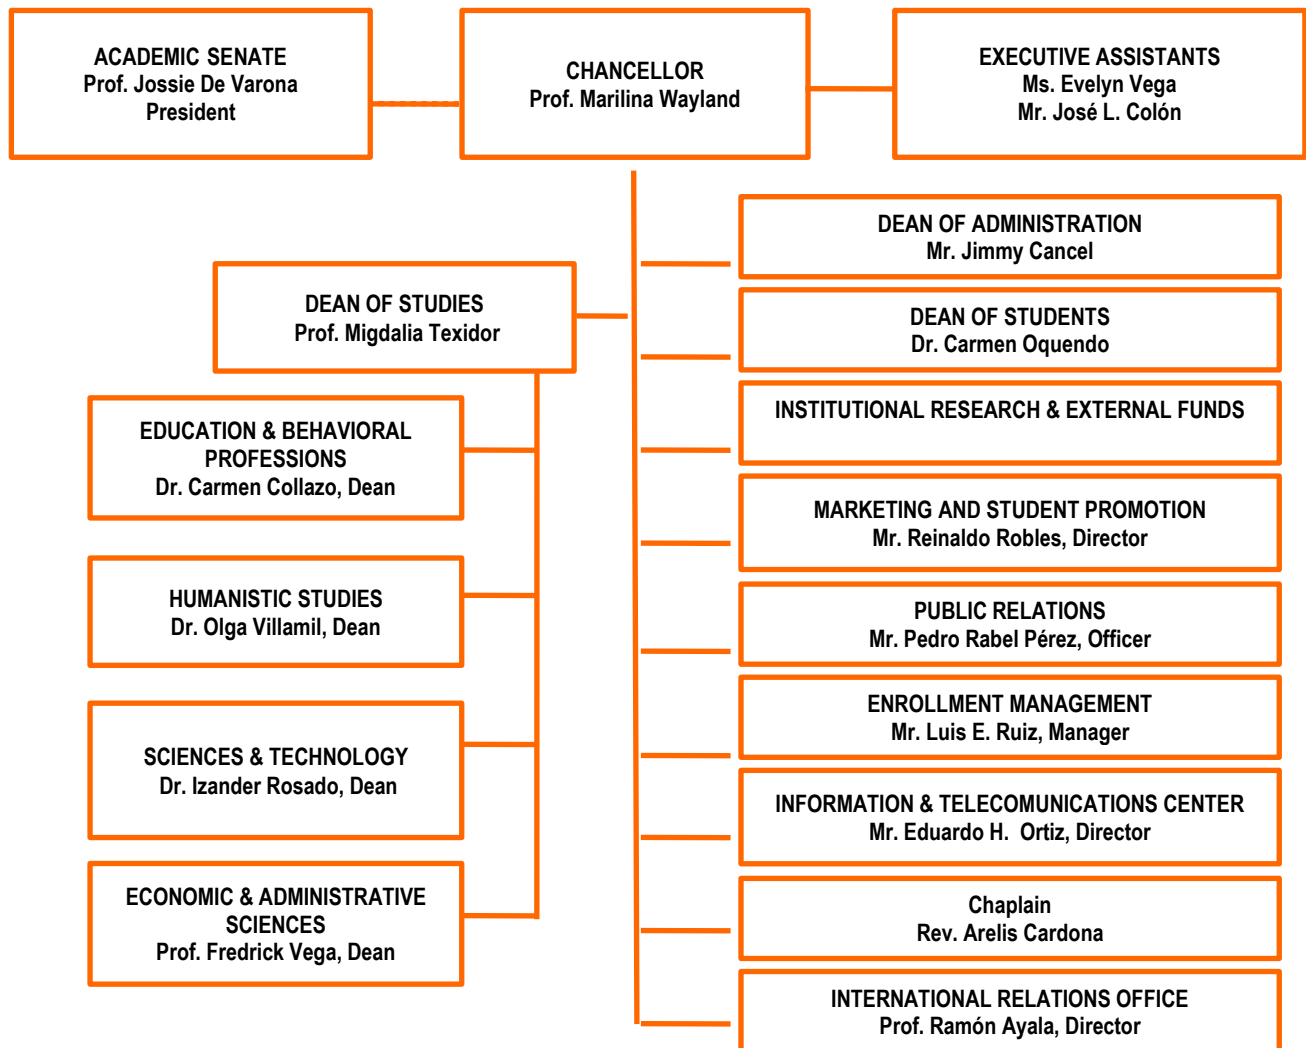 ACADEMIC SENATE
Prof. Jossie De Varona
President
CHANCELLOR
Prof. Marilina Wayland
EXECUTIVE ASSISTANTS
Ms. Evelyn Vega
Mr. José L. Colón
DEAN OF STUDIES
Prof. Migdalia Texidor
EDUCATION & BEHAVIORAL
PROFESSIONS
Dr. Carmen Collazo, Dean
HUMANISTIC STUDIES
Dr. Olga Villamil, Dean
SCIENCES & TECHNOLOGY
Dr. Izander Rosado, Dean
ECONOMIC & ADMINISTRATIVE
SCIENCES
Prof. Fredrick Vega, Dean
DEAN OF ADMINISTRATION
Mr. Jimmy Cancel
DEAN OF STUDENTS
Dr. Carmen Oquendo
INSTITUTIONAL RESEARCH & EXTERNAL FUNDS
MARKETING AND STUDENT PROMOTION
Mr. Reinaldo Robles, Director
PUBLIC RELATIONS
Mr. Pedro Rabel Pérez, Officer
ENROLLMENT MANAGEMENT
Mr. Luis E. Ruiz, Manager
INFORMATION & TELECOMUNICATIONS CENTER
Mr. Eduardo H. Ortiz, Director
Chaplain
Rev. Arelis Cardona
INTERNATIONAL RELATIONS OFFICE
Prof. Ramón Ayala, Director